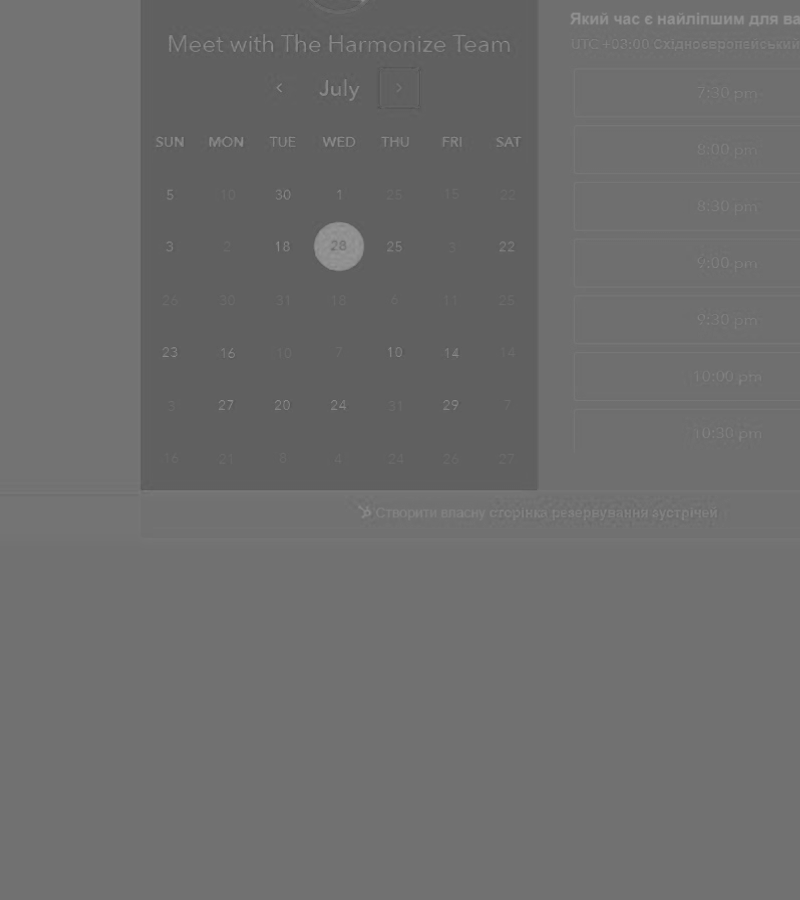 Meet with The Harmonize Team
July
SUN MON TUE WED THU FRI SAT
5 10 30 1 25 15 22
3 2 18 28 25 3 22
26 30 31 18 6 11 25
23 16 10 7 10 14 14
3 27 20 24 31 29 7
16 21 8 4 24 26 27
Який час є найліпшим для ва
UTC +03:00 Східноєвропейський
7:30 pm
8:00 pm
8:30 pm
9:00 pm
9:30 pm
10:00 pm
10:30 pm
Створити власну сторінка резервування зустрічей